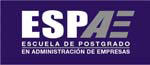 ESPAE
ESCUELA DE POSTGRADO
EN ADMINISTRACIÓN DE EMPRESAS